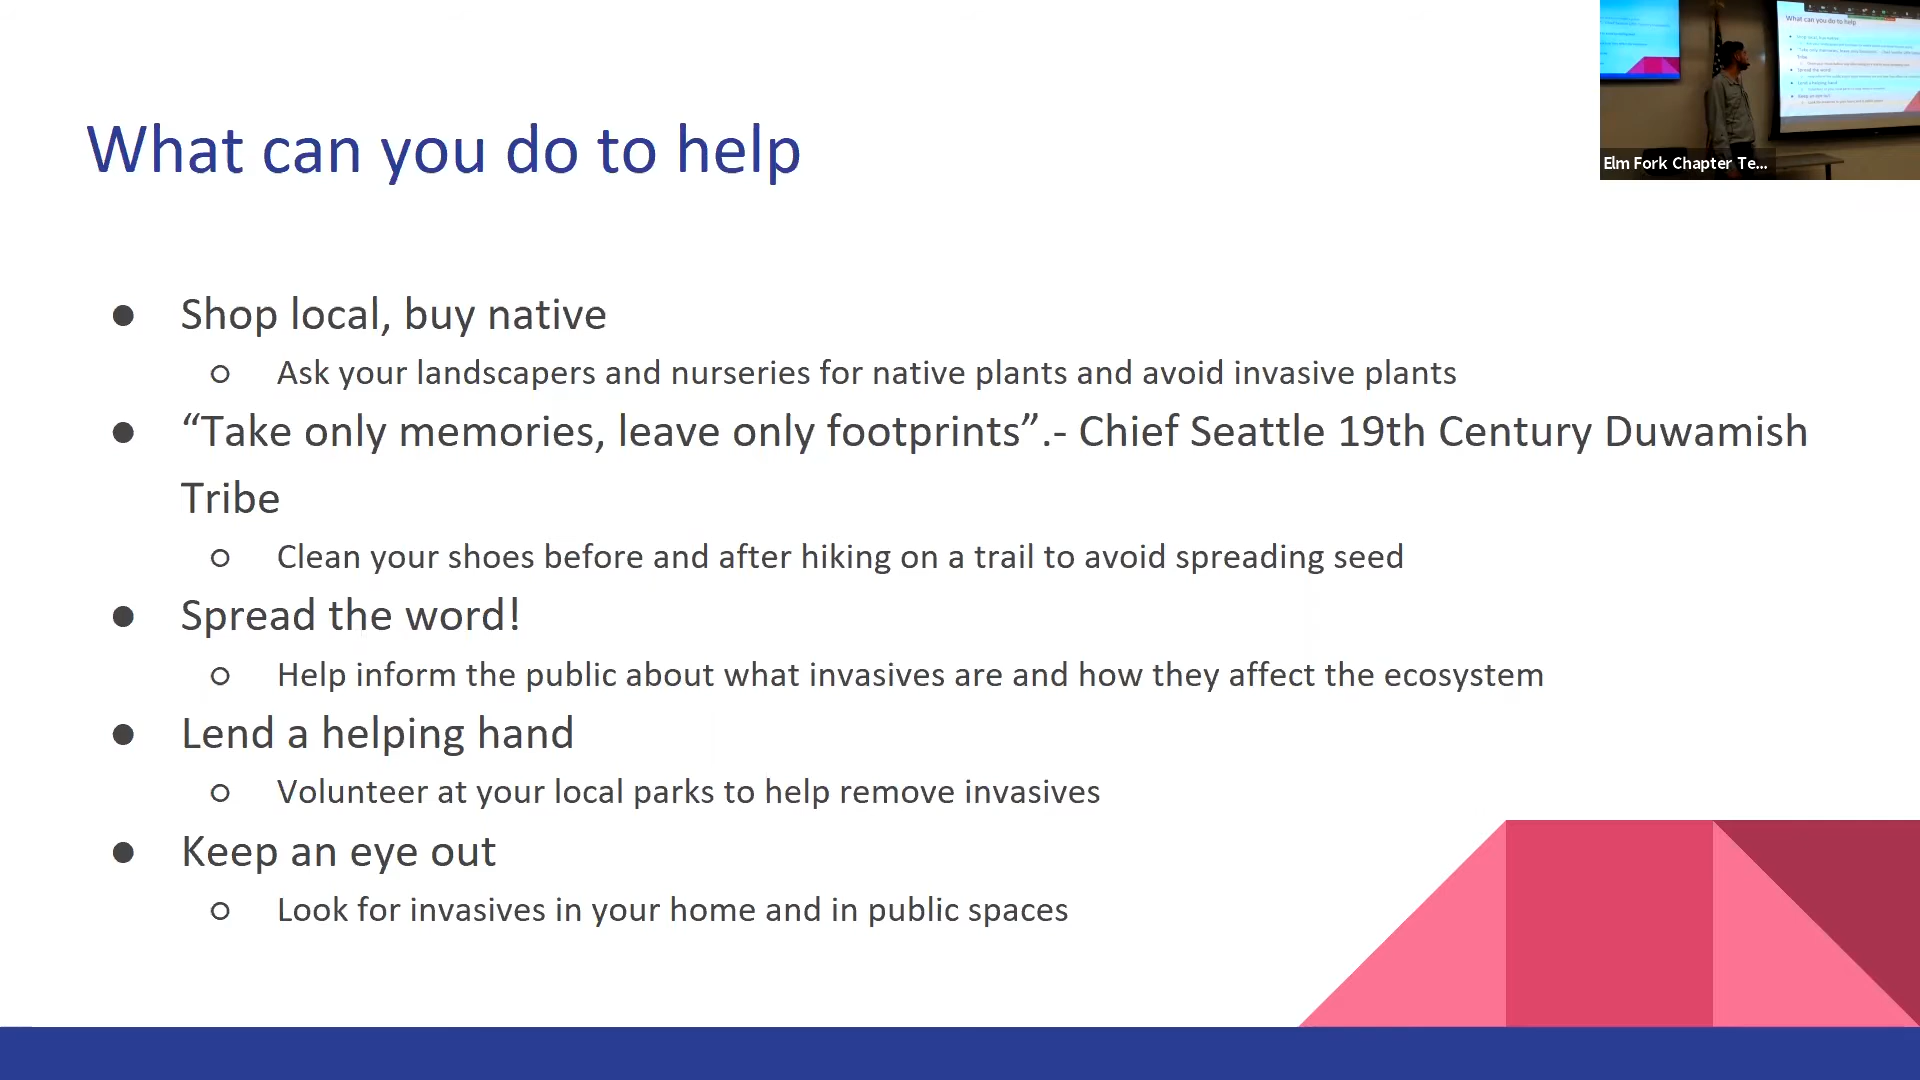 What can you do to help
Elm Fork Chapter Te...
● Shop local, buy native
○ Ask your landscapers and nurseries for native plants and avoid invasive plants
● “Take only memories, leave only footprints”.- Chief Seattle 19th Century Duwamish
Tribe
○ Clean your shoes before and after hiking on a trail to avoid spreading seed
● Spread the word!
○ Help inform the public about what invasives are and how they affect the ecosystem
● Lend a helping hand
○ Volunteer at your local parks to help remove invasives
● Keep an eye out
○ Look for invasives in your home and in public spaces